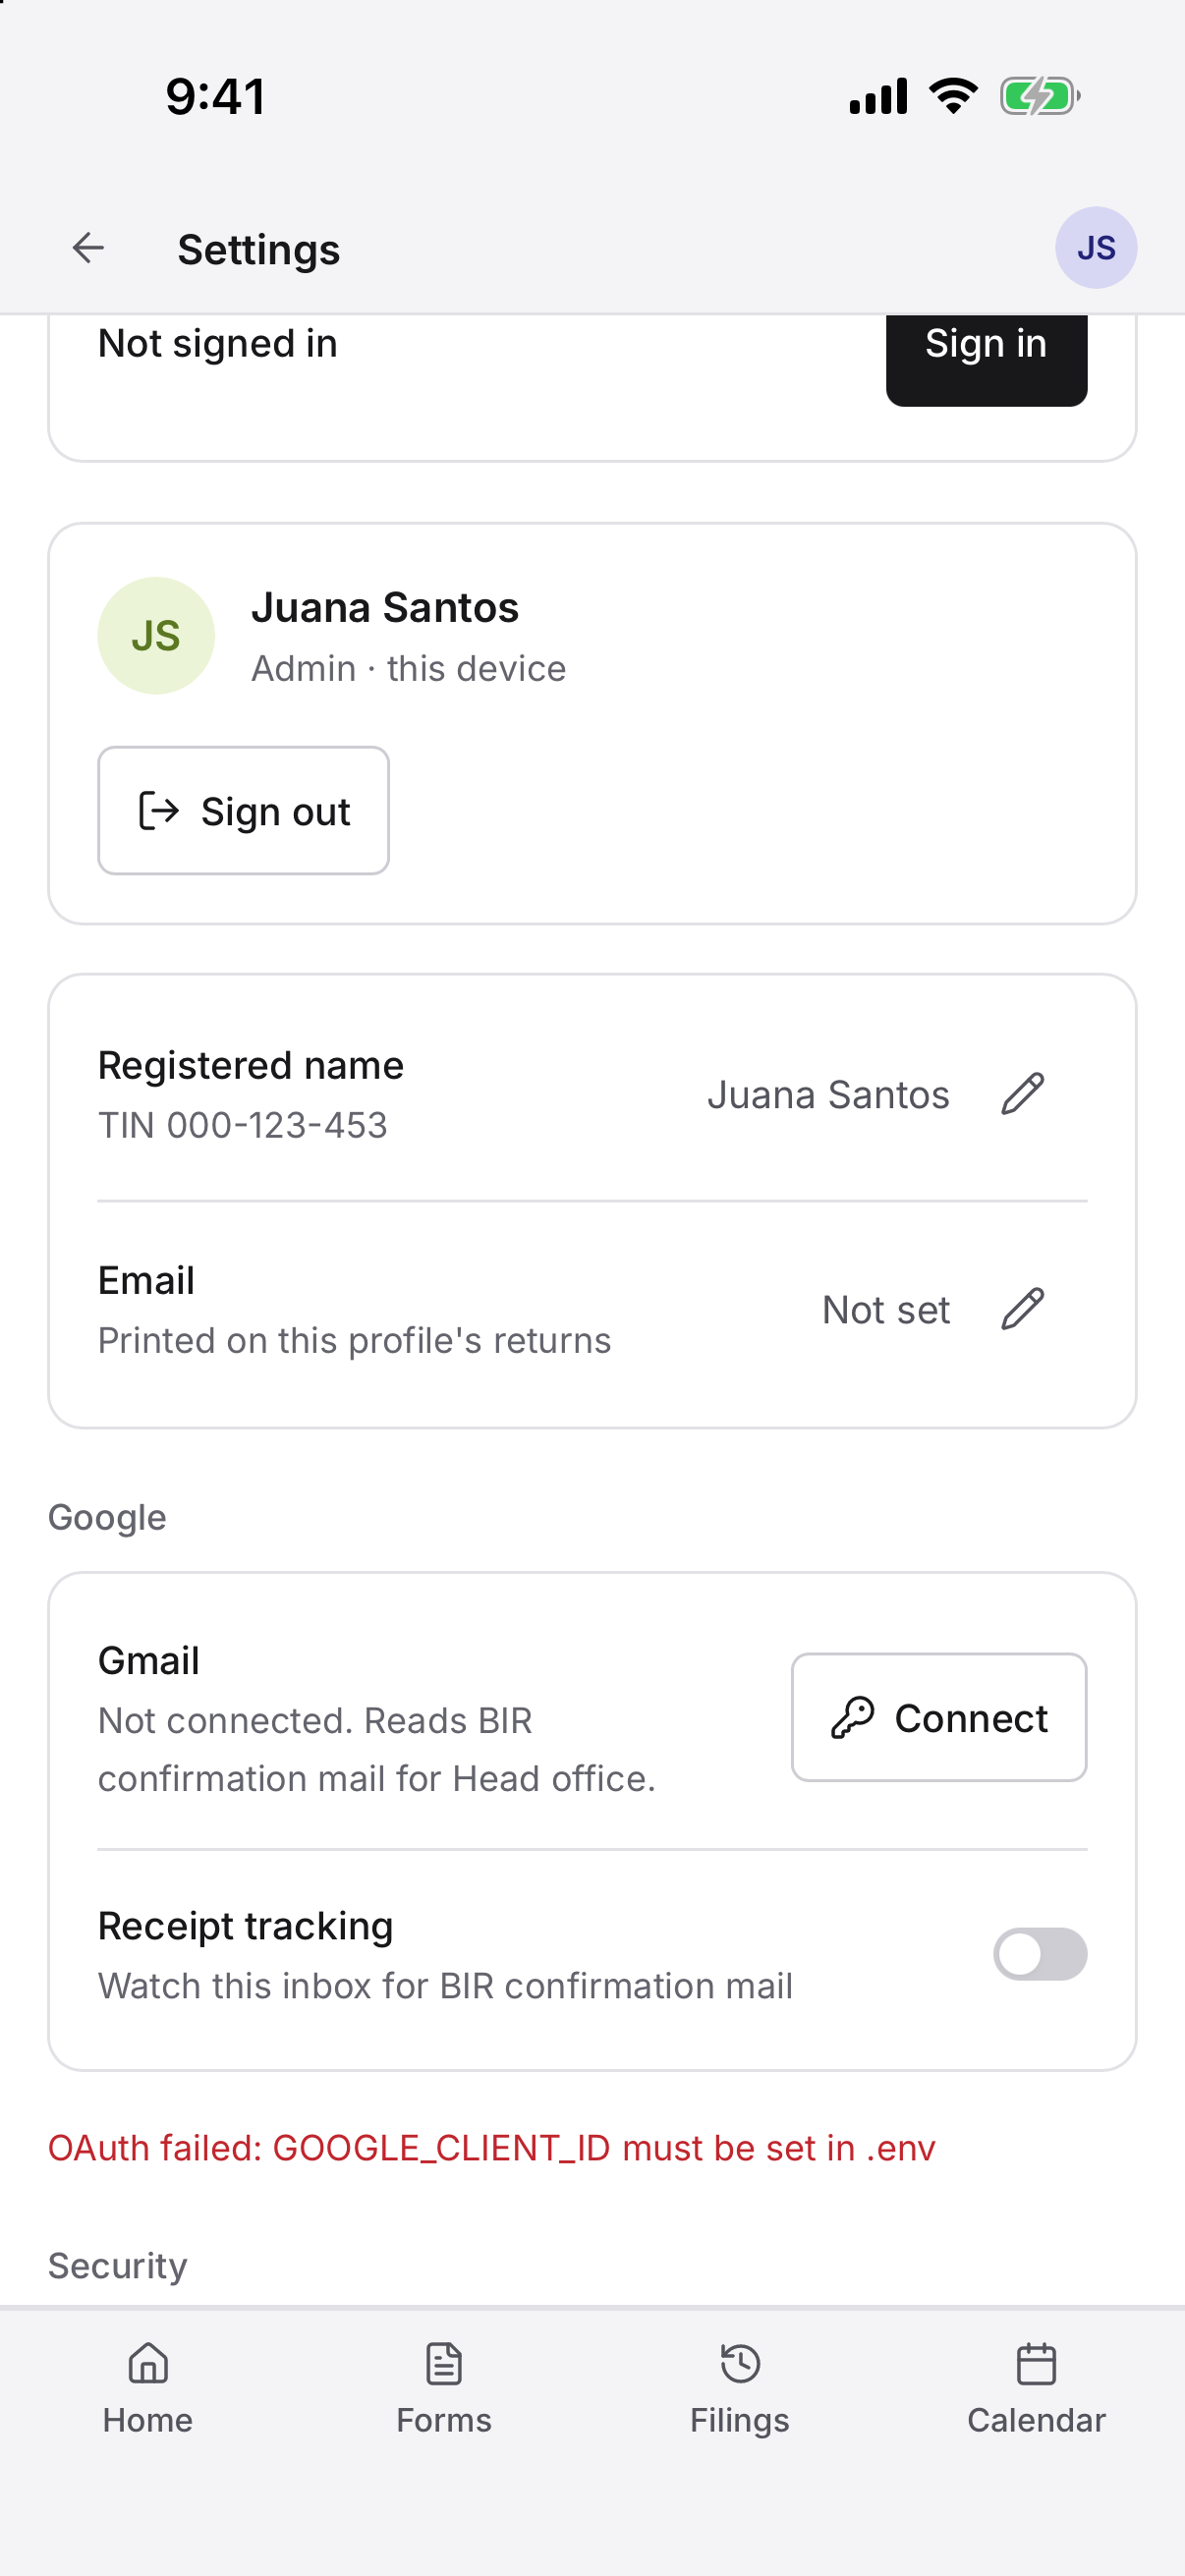 9:41
Settings
JS
Not signed in
Sign in
JS
Juana Santos
Admin · this device
Sign out
Registered name
TIN 000-123-453
Juana Santos
Email
Printed on this profile's returns
Not set
Google
Gmail
Not connected. Reads BIR
confirmation mail for Head office.
Connect
Receipt tracking
Watch this inbox for BIR confirmation mail
OAuth failed: GOOGLE_CLIENT_ID must be set in .env
Security
Home
Forms
Filings
Calendar